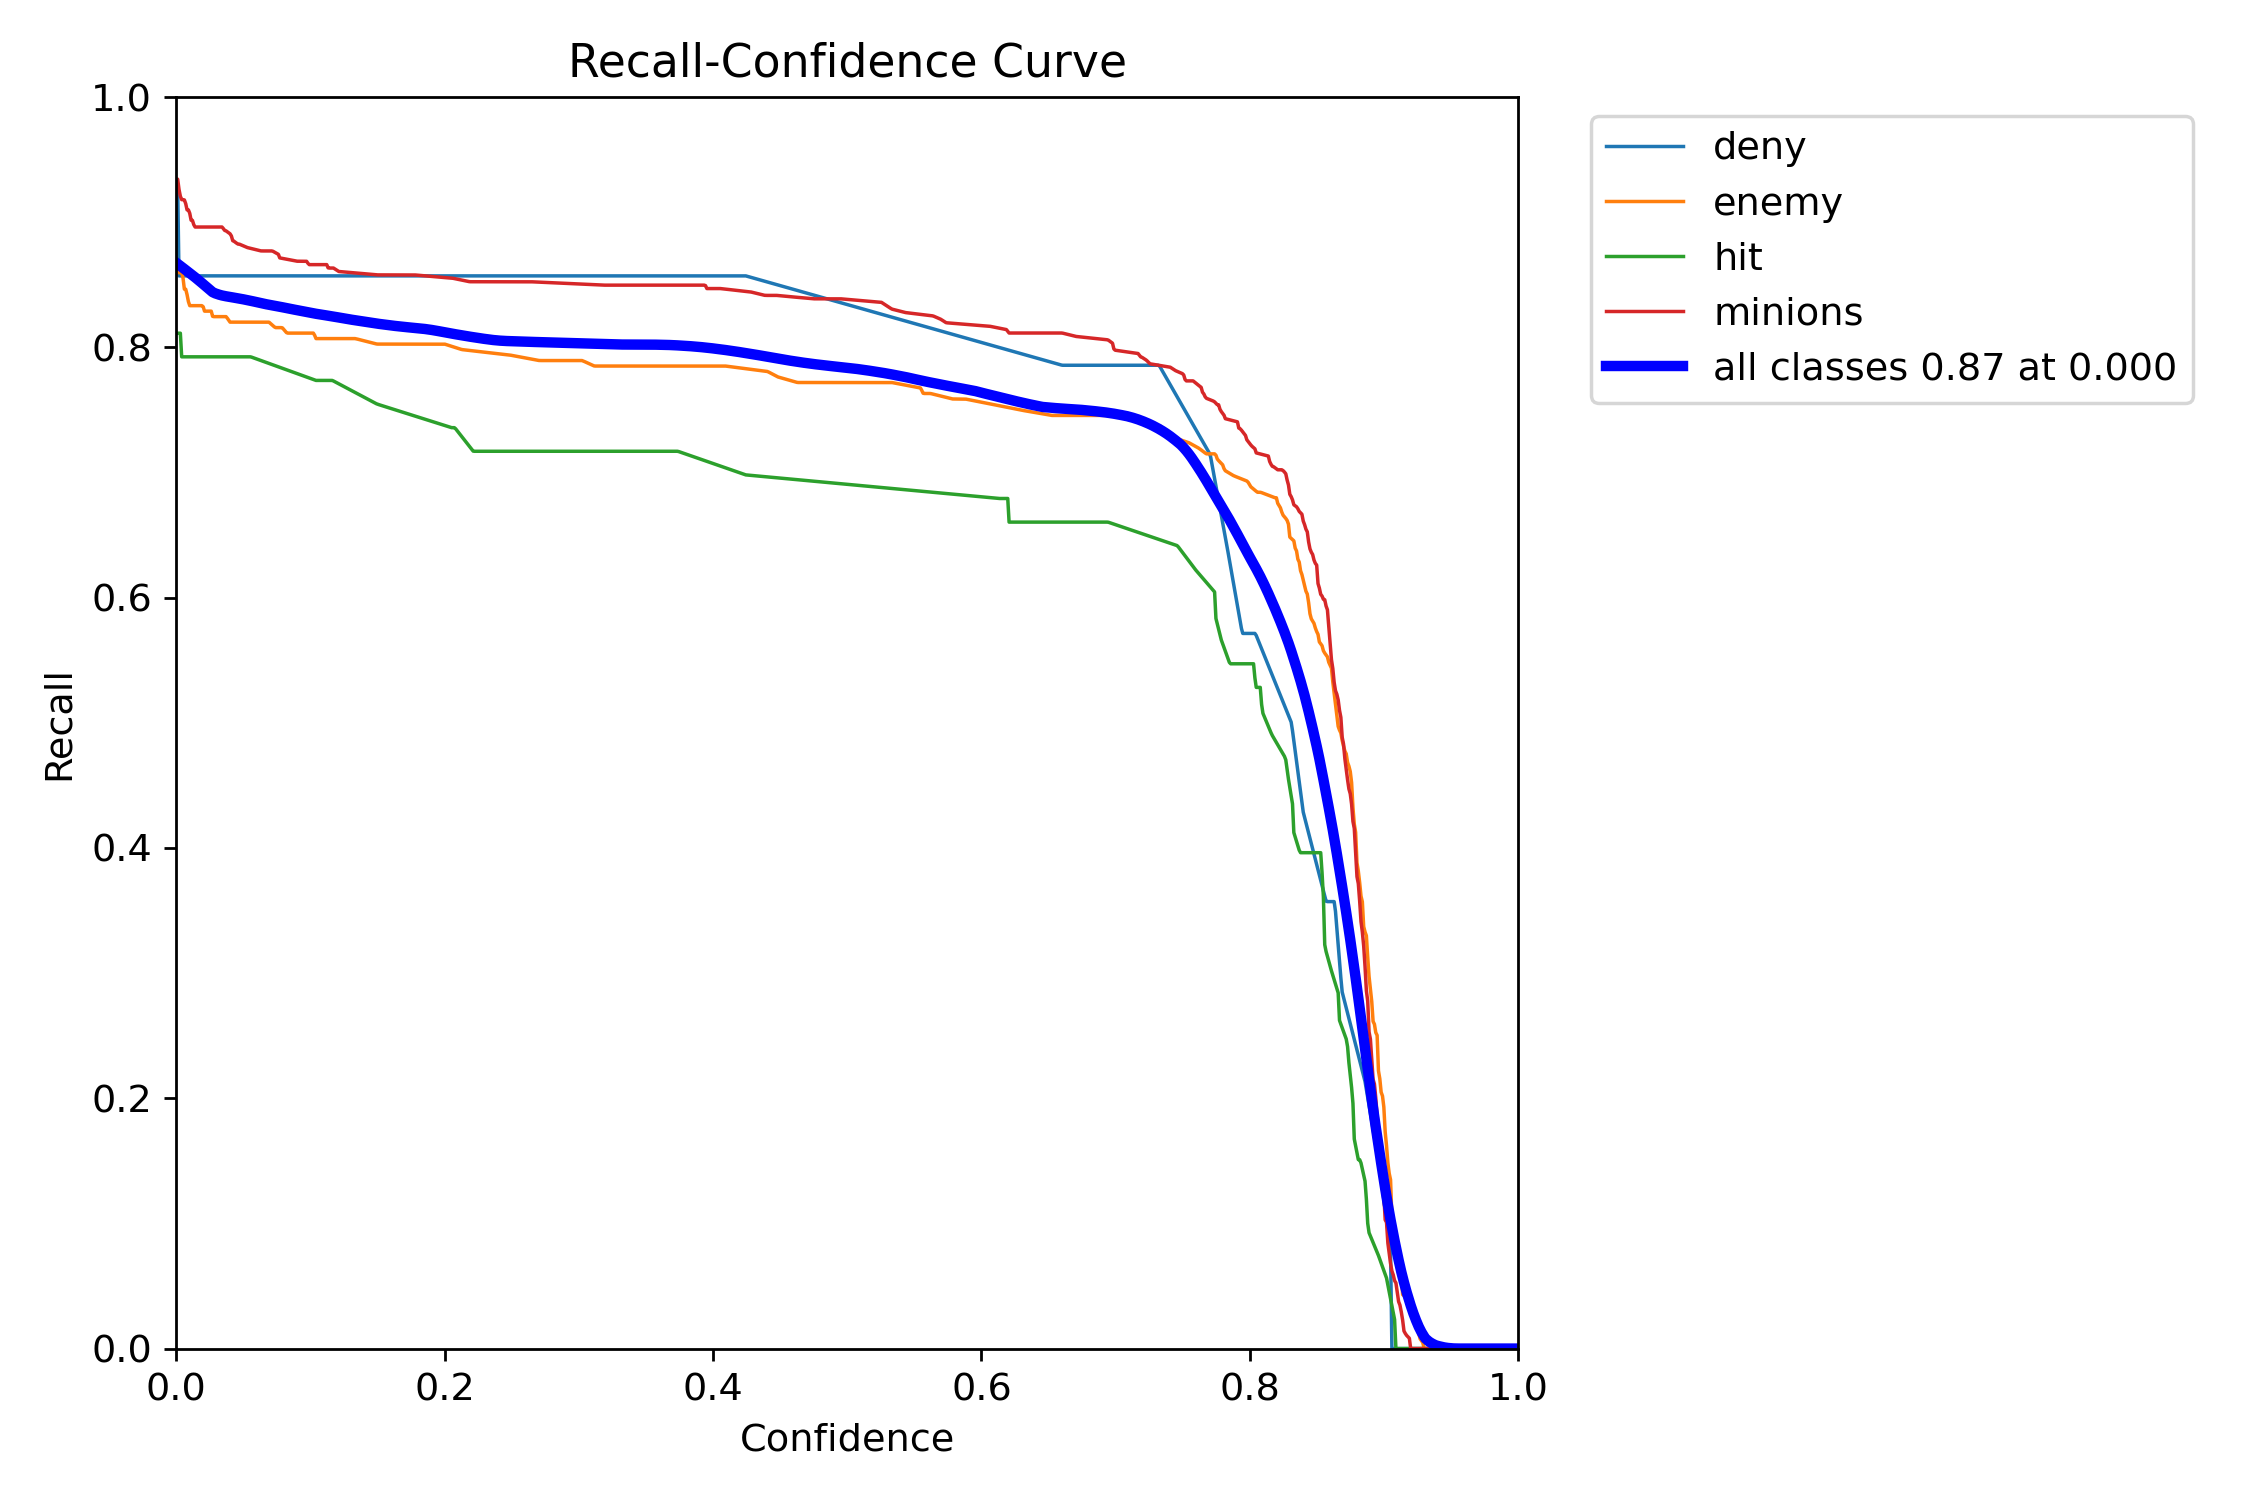 Recall-Confidence Curve
1.0
0.8
0.6
0.4
0.2
0.0
Recall
0.0 0.2 0.4 0.6 0.8 1.0
Confidence
deny
enemy
hit
minions
all classes 0.87 at 0.000